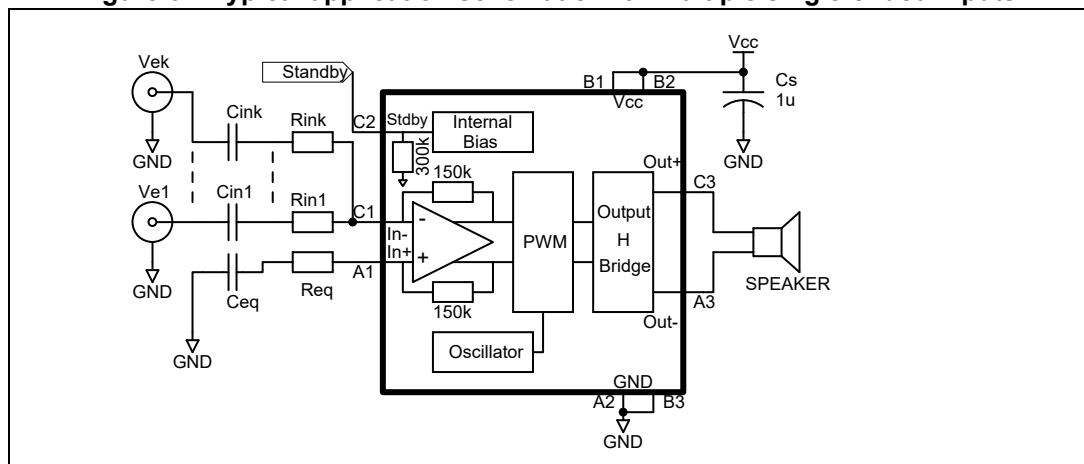 Vek
GND
Cink
Rink
Ve1
GND
Cin1
Rin1
Ceq
Req
GND
Standby
C2
C1
A1
Stdby
Internal
Bias
300k
150k
In-
In+
-
+
150k
PWM
Oscillator
Output
H
Bridge
B1
B2
Vcc
Vcc
Cs
1u
GND
Out+
C3
SPEAKER
A3
Out-
GND
A2
B3
GND